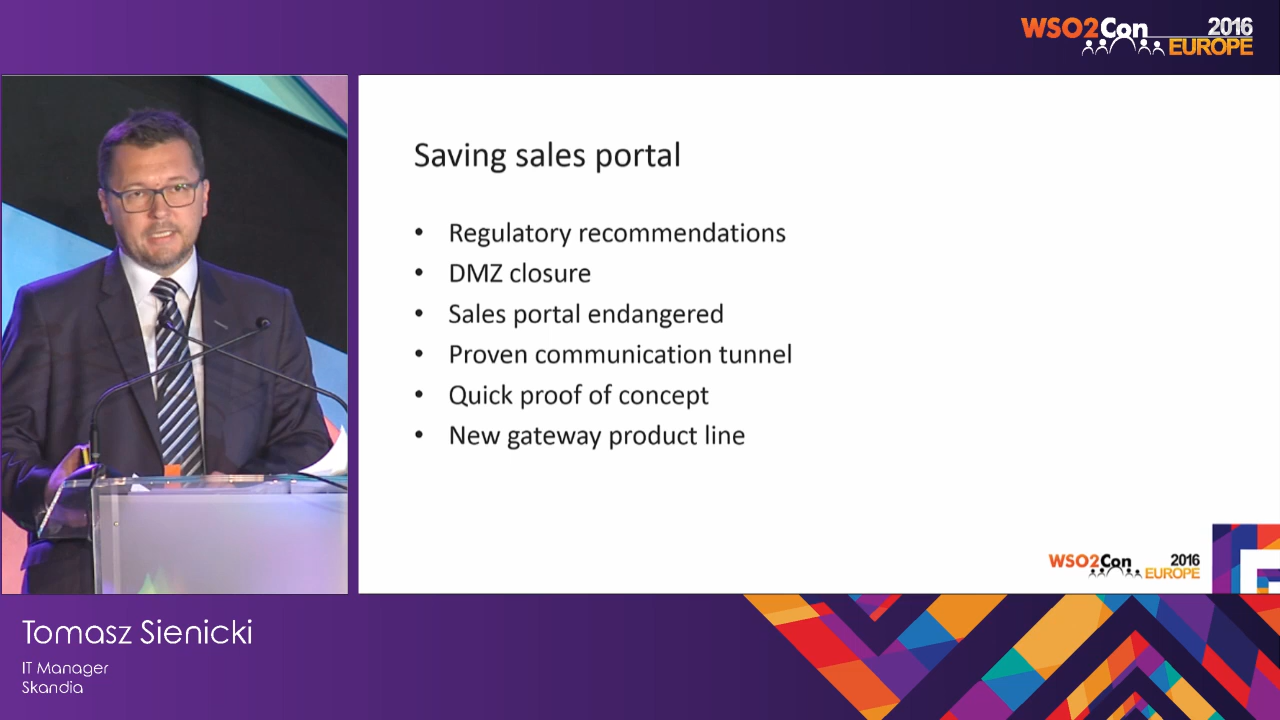 WSO2Con 2016
EUROPE
Saving sales portal
• Regulatory recommendations
• DMZ closure
• Sales portal endangered
• Proven communication tunnel
• Quick proof of concept
• New gateway product line
WSO2Con 2016
EUROPE
Tomasz Sienicki
IT Manager
Skandia